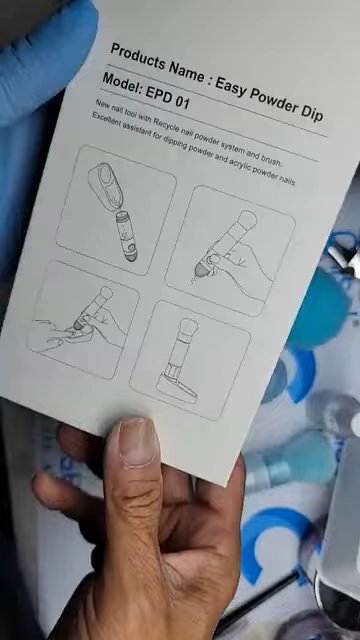 Products Name : Easy Powder Dip
Model: EPD 01
New nail tool with Recycle nail powder system and brush.
Excellent assistant for dipping powder and acrylic powder nails.